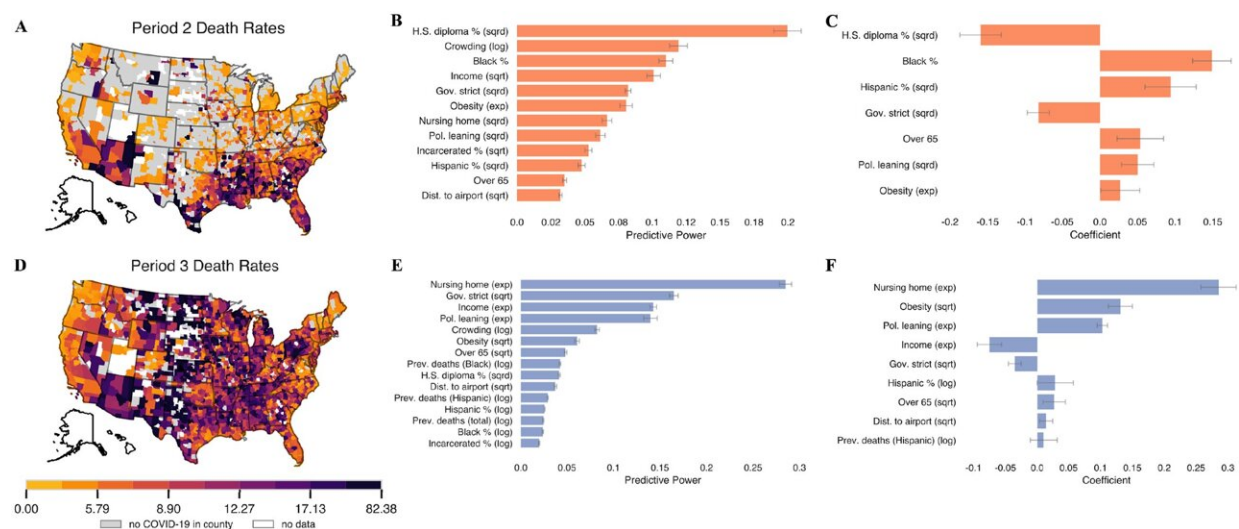 A
Period 2 Death Rates
B
H.S. diploma % (sqrd)
Crowding (log)
Black %
Income (sqrt)
Gov. strict (sqrd)
Obesity (exp)
Nursing home (sqrd)
Pol. leaning (sqrd)
Incarcerated % (sqrt)
Hispanic % (sqrd)
Over 65
Dist. to airport (sqrt)
0.0 0.03 0.05 0.08 0.1 0.12 0.15 0.17 0.2
Predictive Power
C
H.S. diploma % (sqrd)
Black %
Hispanic % (sqrd)
Gov. strict (sqrd)
Over 65
Pol. leaning (sqrd)
Obesity (exp)
-0.2 -0.15 -0.1 -0.05 0.0 0.05 0.1 0.15
Coefficient
D
Period 3 Death Rates
0.00 5.79 8.90 12.27 17.13 82.38
no COVID-19 in county no data
E
Nursing home (exp)
Gov. strict (sqrt)
Income (exp)
Pol. leaning (exp)
Crowding (log)
Obesity (sqrt)
Over 65 (sqrt)
Prev. deaths (Black) (log)
H.S. diploma % (sqrd)
Dist. to airport (sqrt)
Prev. deaths (Hispanic) (log)
Hispanic % (log)
Prev. deaths (total) (log)
Black % (log)
Incarcerated % (log)
0.0 0.05 0.1 0.15 0.2 0.25 0.3
Predictive Power
F
Nursing home (exp)
Obesity (sqrt)
Pol. leaning (exp)
Income (exp)
Gov. strict (sqrt)
Hispanic % (log)
Over 65 (sqrt)
Dist. to airport (sqrt)
Prev. deaths (Hispanic) (log)
-0.1 -0.05 0.0 0.05 0.1 0.15 0.2 0.25 0.3
Coefficient